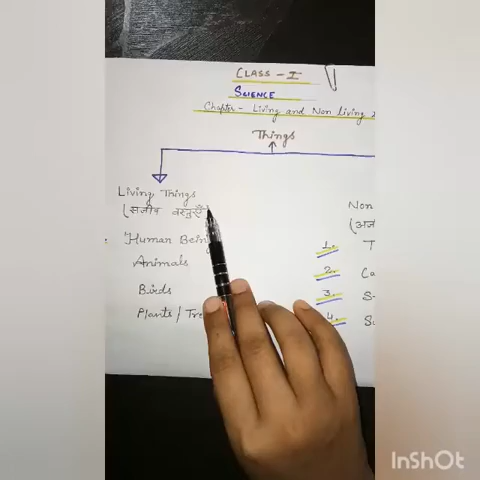 CLASS - I
SCIENCE
Chapter - Living and Non Living
Things
Living Things
(सजीव वस्तुएँ)
Human Being
Animals
Birds
Plants / Tre
Non
1.
2.
3.
4.
InShOt